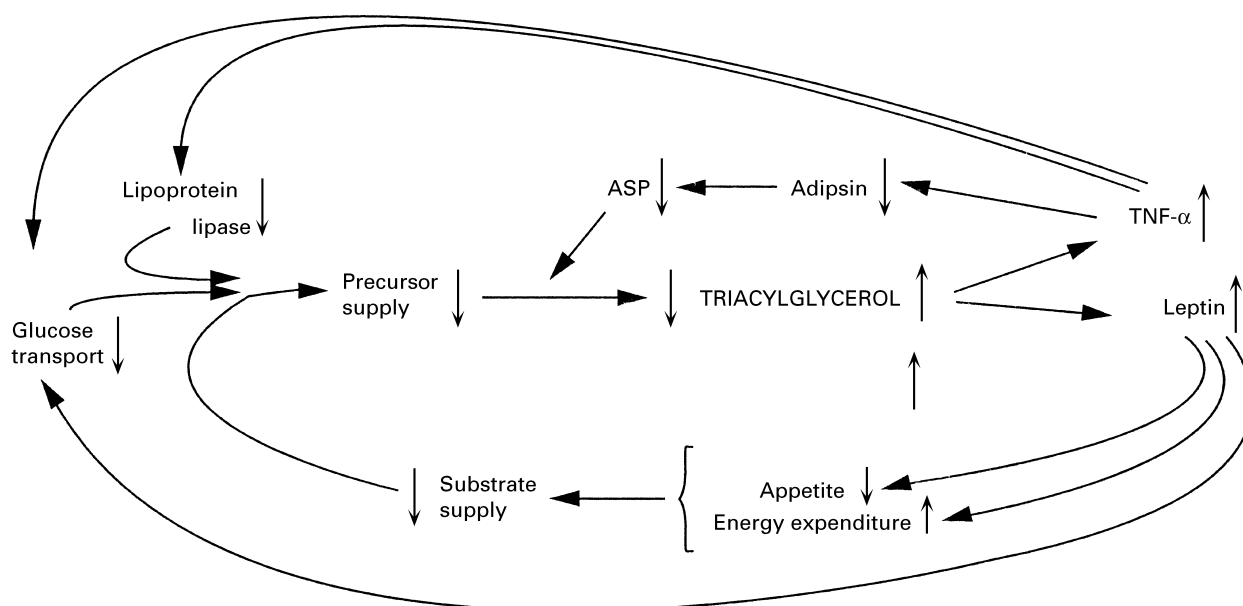 Lipoprotein
lipase
ASP
Adipsin
TNF-α
Precursor
supply
TRIACYLGLYCEROL
Leptin
Glucose
transport
Substrate
supply
Appetite
Energy expenditure